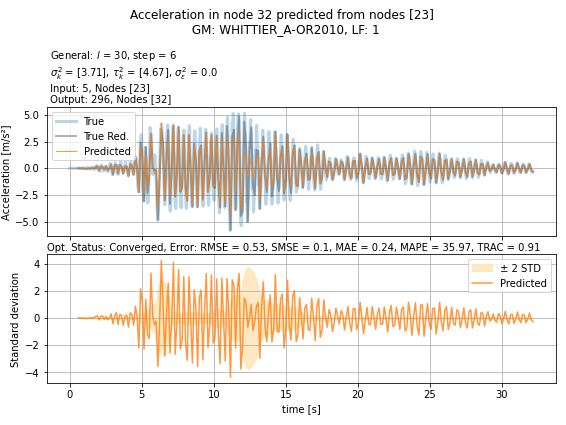 Acceleration in node 32 predicted from nodes [23]
GM: WHITTIER_A-OR2010, LF: 1
General: l = 30, step = 6
σ²ₖ = [3.71], τ²ₖ = [4.67], σ²ε = 0.0
Input: 5, Nodes [23]
Output: 296, Nodes [32]
Acceleration [m/s²]
5.0
2.5
0.0
−2.5
−5.0
True
True Red.
Predicted
Opt. Status: Converged, Error: RMSE = 0.53, SMSE = 0.1, MAE = 0.24, MAPE = 35.97, TRAC = 0.91
Standard deviation
4
2
0
−2
−4
± 2 STD
Predicted
0 5 10 15 20 25 30
time [s]